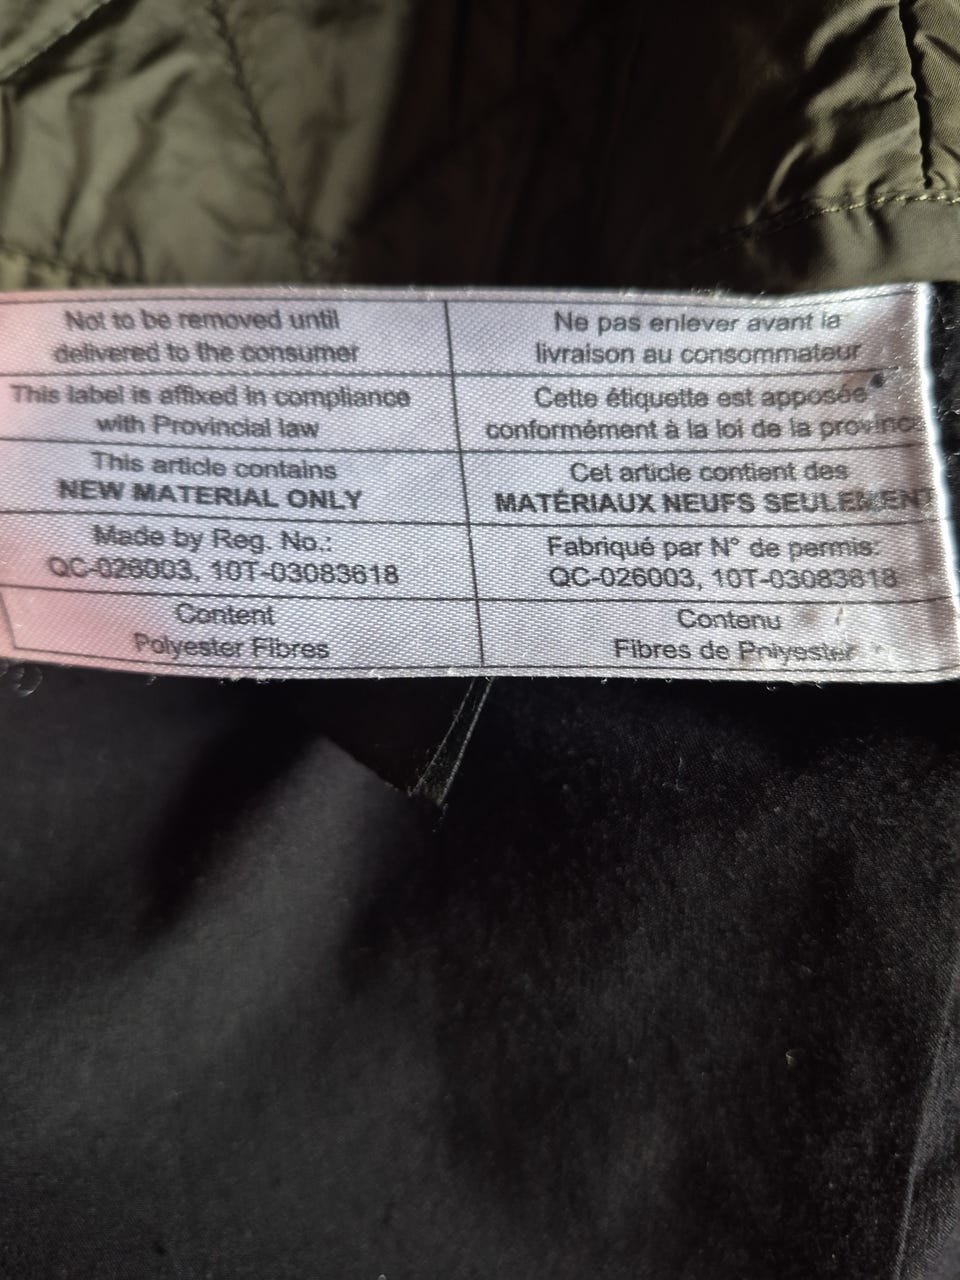 Not to be removed until
delivered to the consumer
This label is affixed in compliance
with Provincial law
This article contains
NEW MATERIAL ONLY
Made by Reg. No.:
QC-026003, 10T-03083618
Content
Polyester Fibres
Ne pas enlever avant la
livraison au consommateur
Cette étiquette est apposée
conformément à la loi de la province
Cet article contient des
MATÉRIAUX NEUFS SEULEMENT
Fabriqué par N° de permis:
QC-026003, 10T-03083618
Contenu
Fibres de Polyester